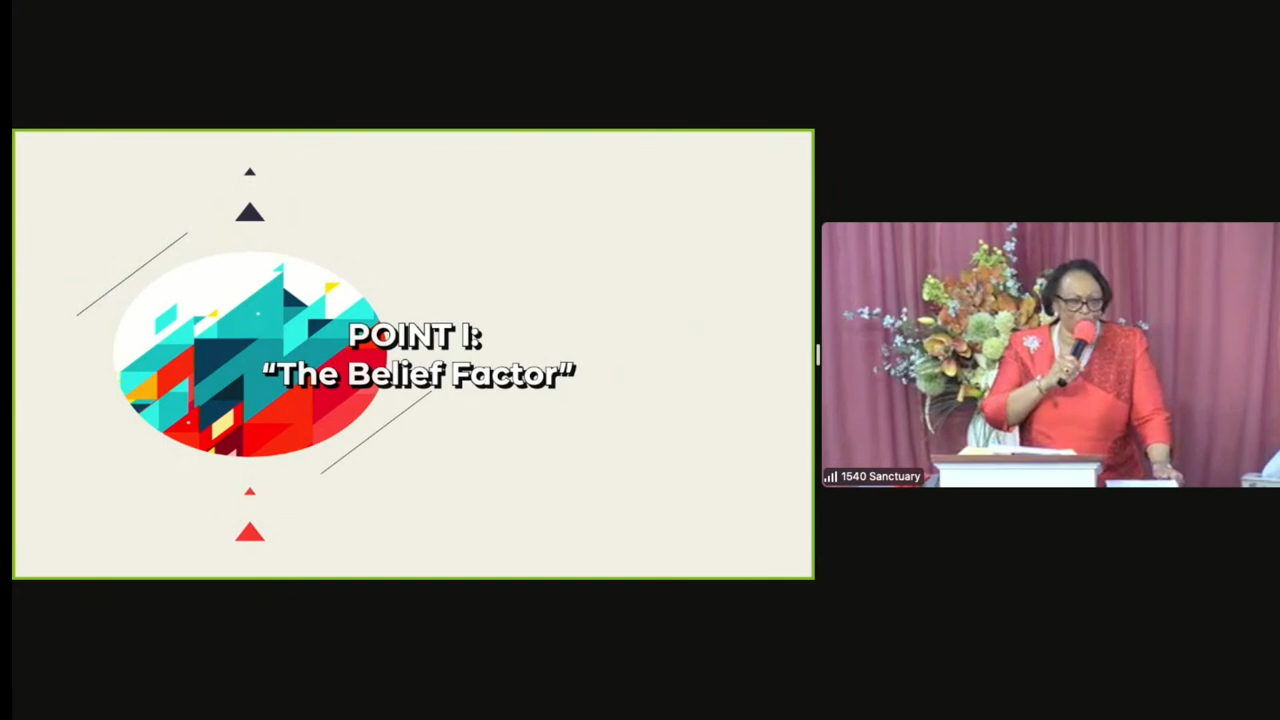 POINT I:
“The Belief Factor”
1540 Sanctuary